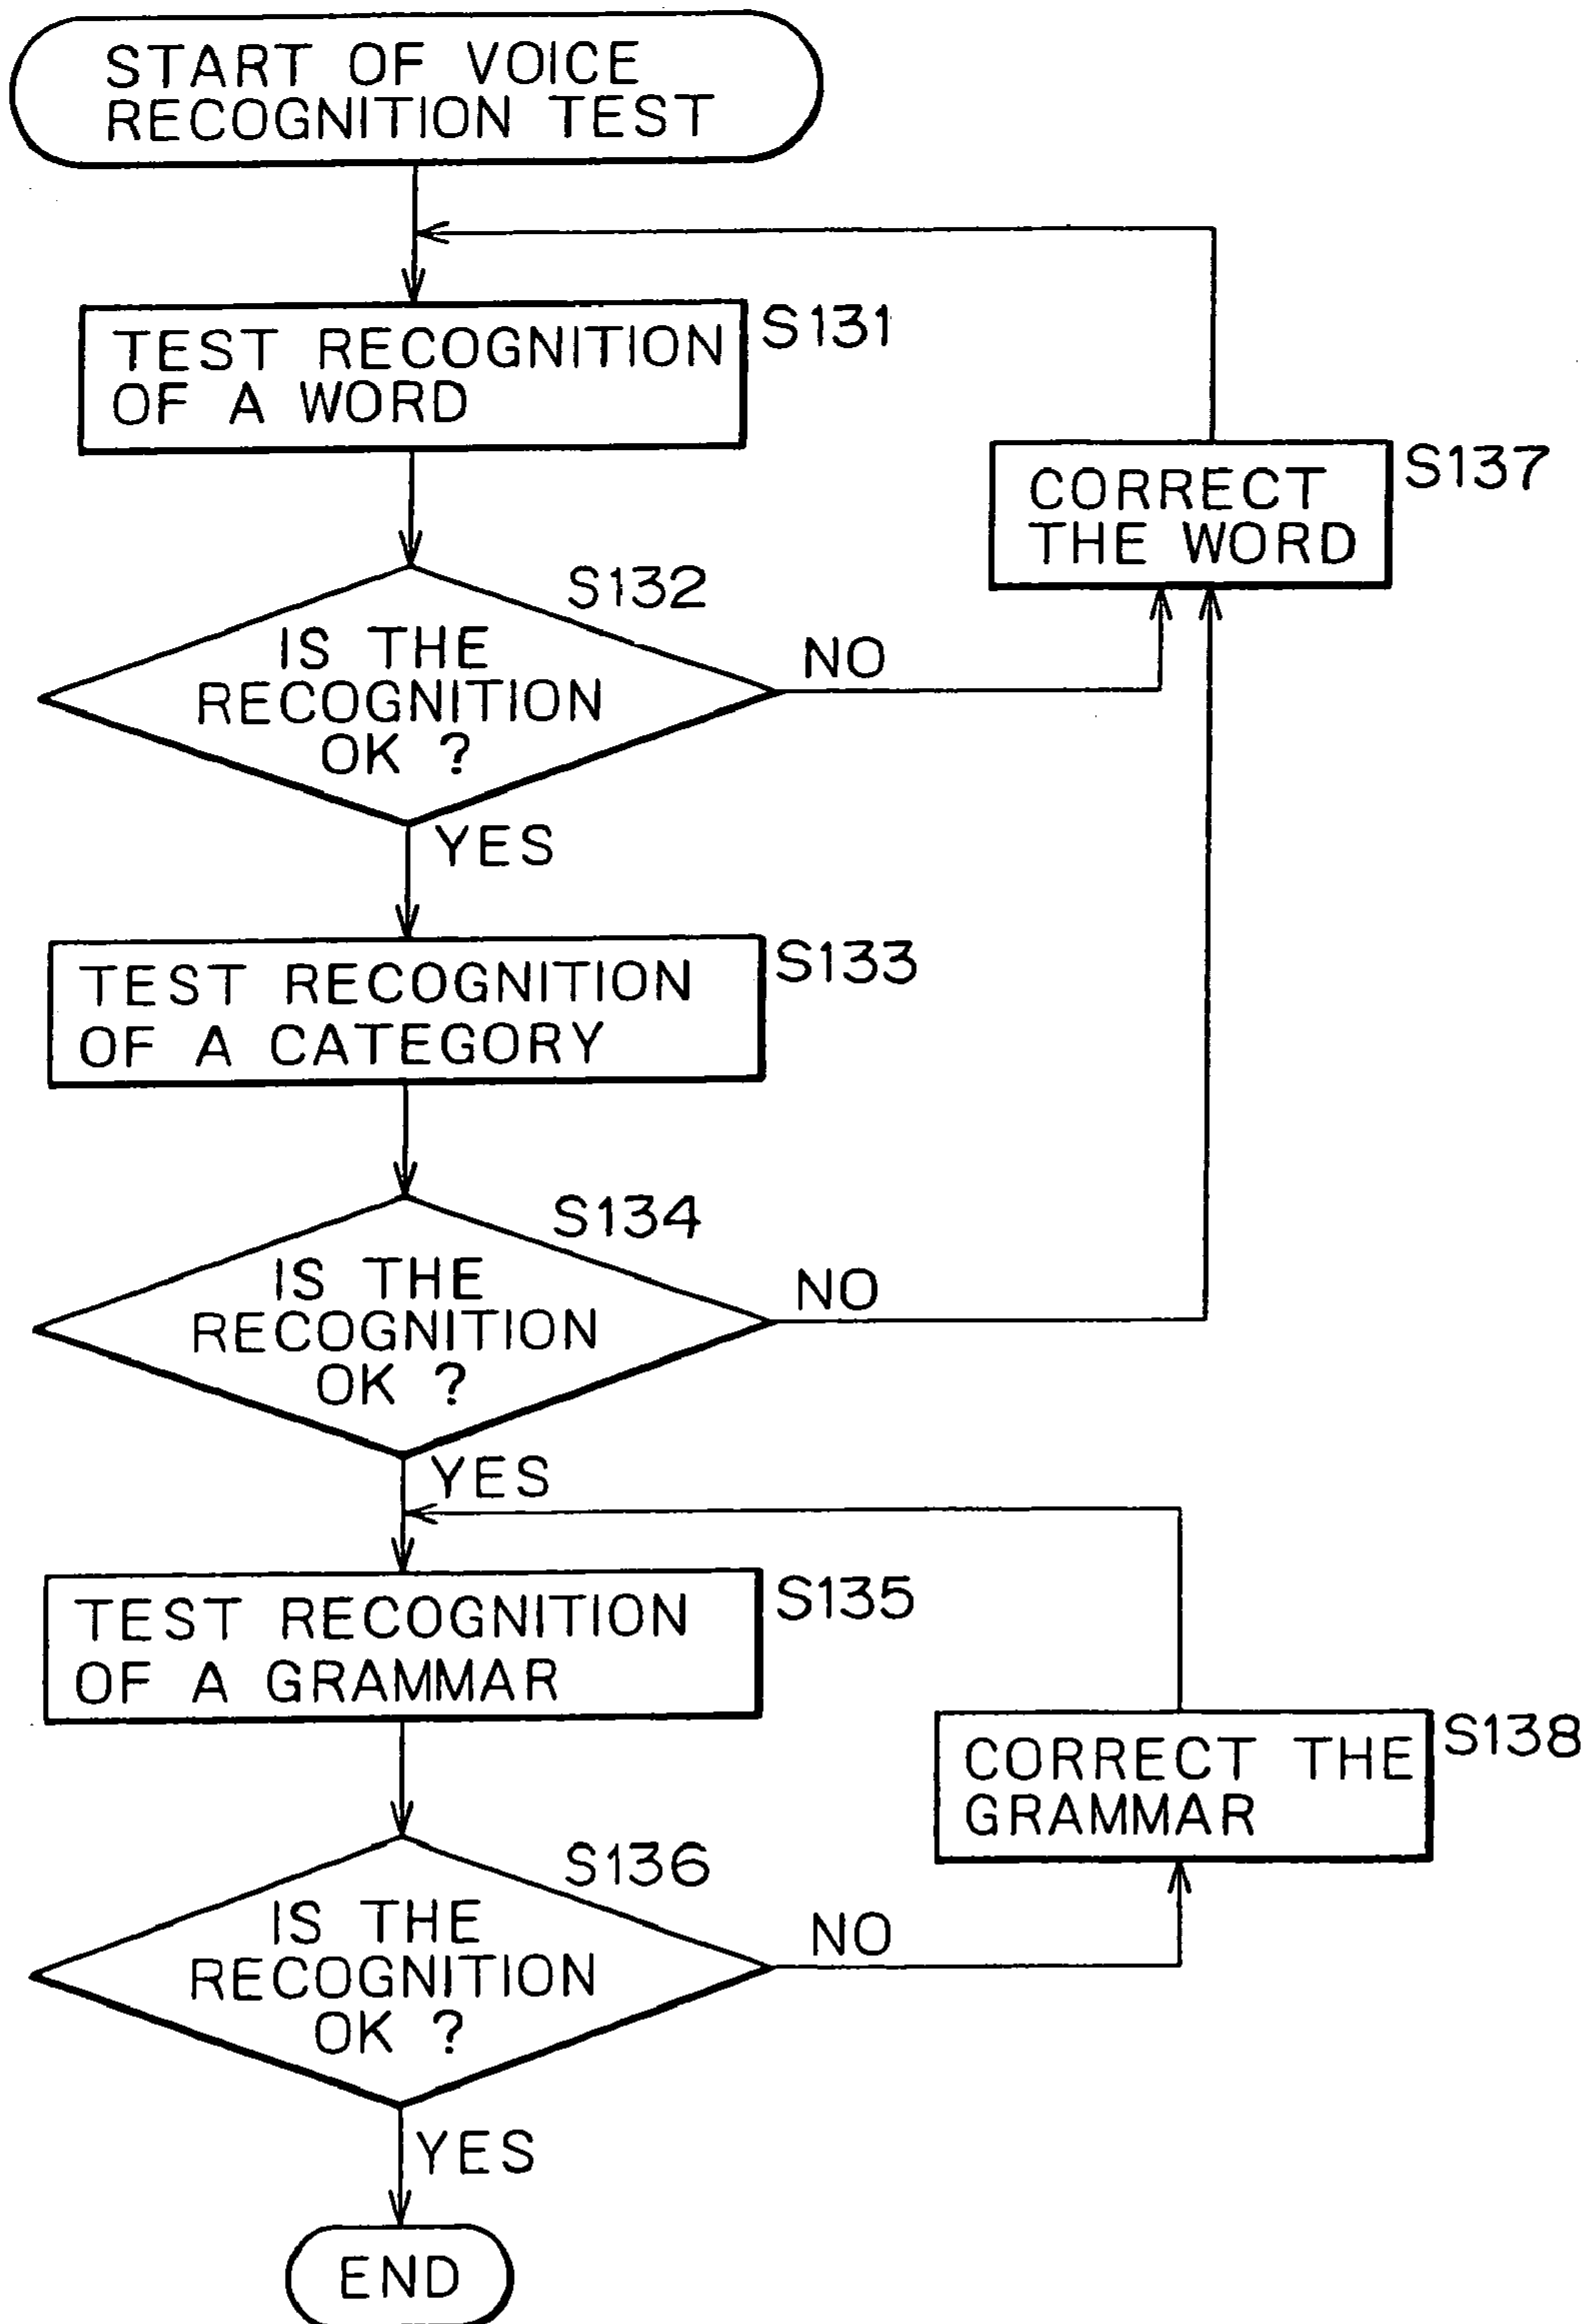 START OF VOICE
RECOGNITION TEST
TEST RECOGNITION
OF A WORD
S131
CORRECT
THE WORD
S137
S132
IS THE
RECOGNITION
OK ?
NO
YES
TEST RECOGNITION
OF A CATEGORY
S133
S134
IS THE
RECOGNITION
OK ?
NO
YES
TEST RECOGNITION
OF A GRAMMAR
S135
CORRECT THE
GRAMMAR
S138
S136
IS THE
RECOGNITION
OK ?
NO
YES
END